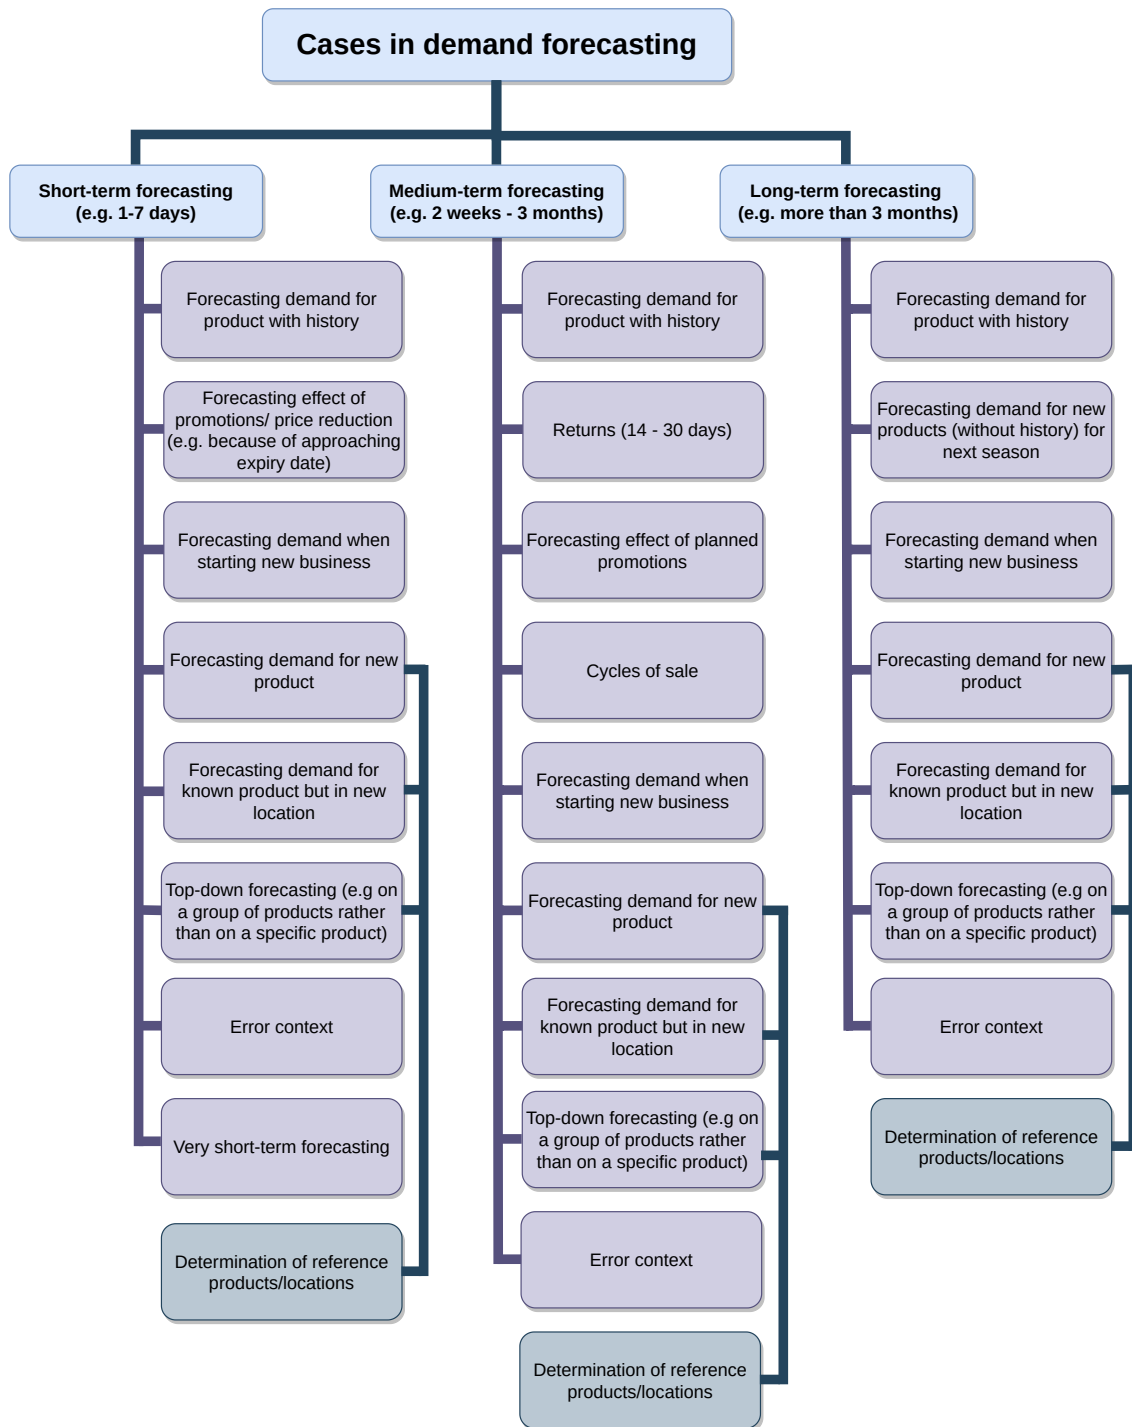 Cases in demand forecasting
Short-term forecasting
(e.g. 1-7 days)
Medium-term forecasting
(e.g. 2 weeks - 3 months)
Long-term forecasting
(e.g. more than 3 months)
Forecasting demand for
product with history
Forecasting effect of
promotions/ price reduction
(e.g. because of approaching
expiry date)
Forecasting demand when
starting new business
Forecasting demand for new
product
Forecasting demand for
known product but in new
location
Top-down forecasting (e.g on
a group of products rather
than on a specific product)
Error context
Very short-term forecasting
Determination of reference
products/locations
Forecasting demand for
product with history
Returns (14 - 30 days)
Forecasting effect of planned
promotions
Cycles of sale
Forecasting demand when
starting new business
Forecasting demand for new
product
Forecasting demand for
known product but in new
location
Top-down forecasting (e.g on
a group of products rather
than on a specific product)
Error context
Determination of reference
products/locations
Forecasting demand for
product with history
Forecasting demand for new
products (without history) for
next season
Forecasting demand when
starting new business
Forecasting demand for new
product
Forecasting demand for
known product but in new
location
Top-down forecasting (e.g on
a group of products rather
than on a specific product)
Error context
Determination of reference
products/locations